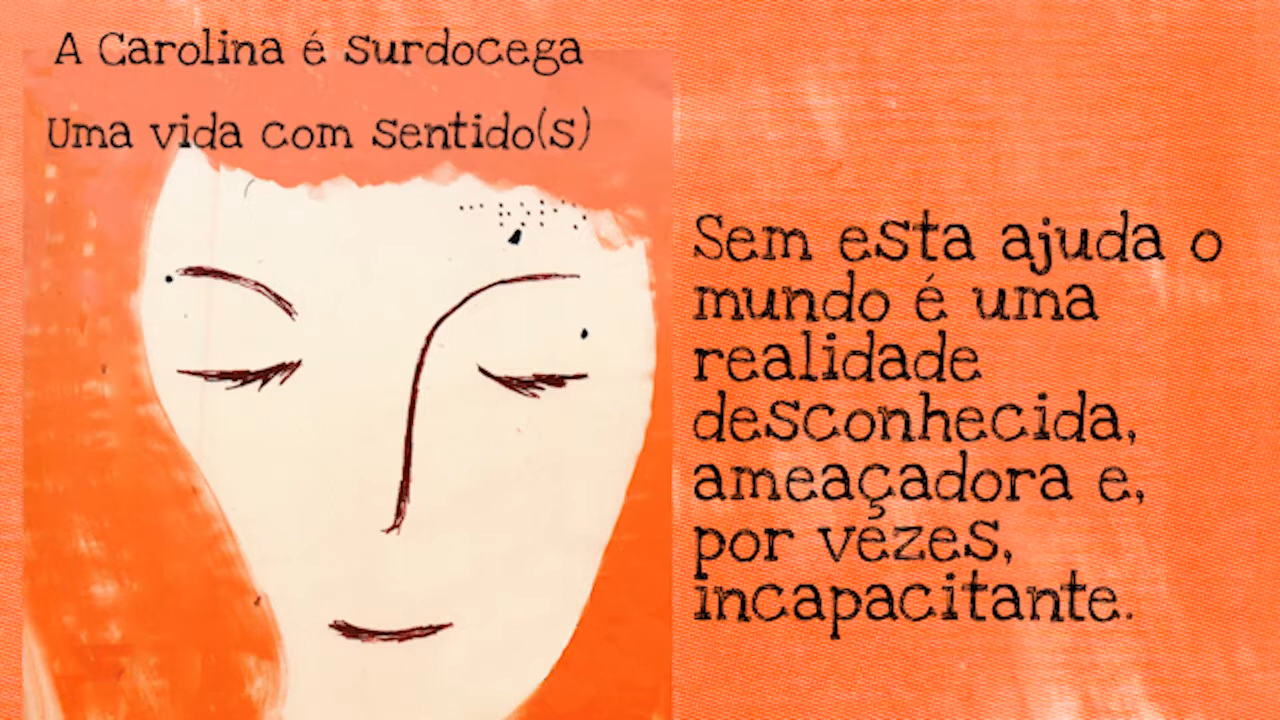 A Carolina é surdocega
Uma vida com sentido(s)
Sem esta ajuda o
mundo é uma
realidade
desconhecida,
ameaçadora e,
por vezes,
incapacitante.